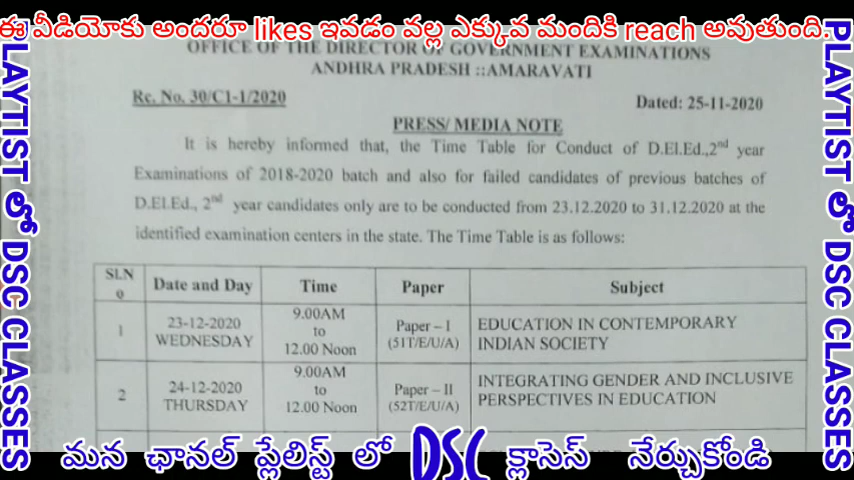 ఈ వీడియోకు అందరూ likes ఇవడం వల్ల ఎక్కువ మందికి reach అవుతుంది.
OFFICE OF THE DIRECTOR OF GOVERNMENT EXAMINATIONS
ANDHRA PRADESH ::AMARAVATI
Rc. No. 30/C1-1/2020 Dated: 25-11-2020
PRESS/ MEDIA NOTE
It is hereby informed that, the Time Table for Conduct of D.El.Ed.,2nd year
Examinations of 2018-2020 batch and also for failed candidates of previous batches of
D.El.Ed., 2nd year candidates only are to be conducted from 23.12.2020 to 31.12.2020 at the
identified examination centers in the state. The Time Table is as follows:
SLN
o
Date and Day Time Paper Subject
1
23-12-2020
WEDNESDAY
9.00AM
to
12.00 Noon
Paper – I
(51T/E/U/A)
EDUCATION IN CONTEMPORARY
INDIAN SOCIETY
2
24-12-2020
THURSDAY
9.00AM
to
12.00 Noon
Paper – II
(52T/E/U/A)
INTEGRATING GENDER AND INCLUSIVE
PERSPECTIVES IN EDUCATION
మన ఛానల్ ప్లేలిస్ట్ లో DSC క్లాసెస్ నేర్చుకోండి
PLAYTIST లో DSC CLASSES
PLAYTIST లో DSC CLASSES